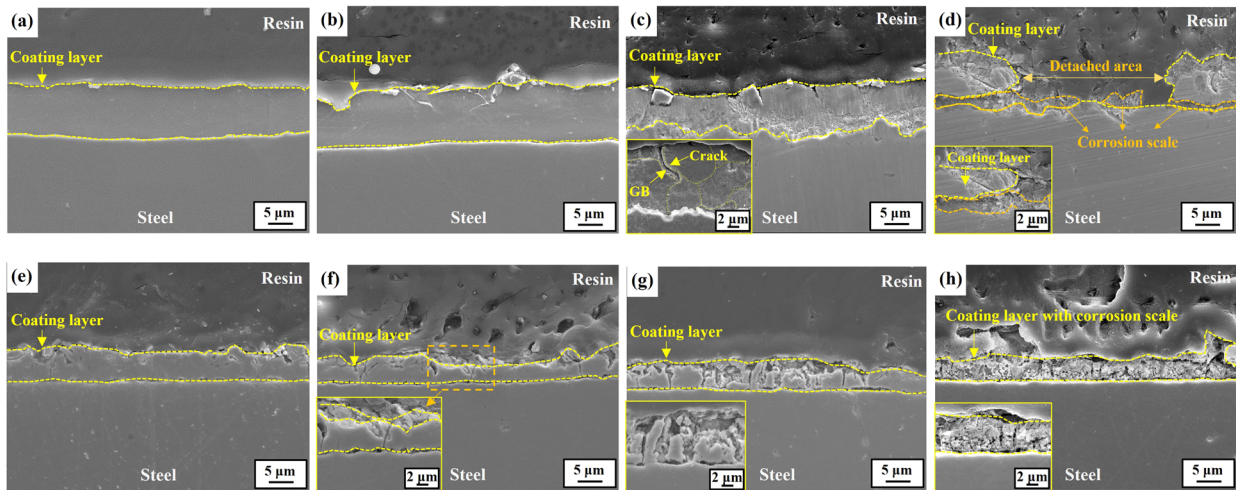 (a)
Resin
Coating layer
Steel
5 μm
(b)
Resin
Coating layer
Steel
5 μm
(c)
Resin
Coating layer
Crack
GB
2 μm
Steel
5 μm
(d)
Resin
Coating layer
Detached area
Corrosion scale
Coating layer
2 μm
Steel
5 μm
(e)
Resin
Coating layer
Steel
5 μm
(f)
Resin
Coating layer
2 μm
Steel
5 μm
(g)
Resin
Coating layer
2 μm
Steel
5 μm
(h)
Resin
Coating layer with corrosion scale
2 μm
Steel
5 μm